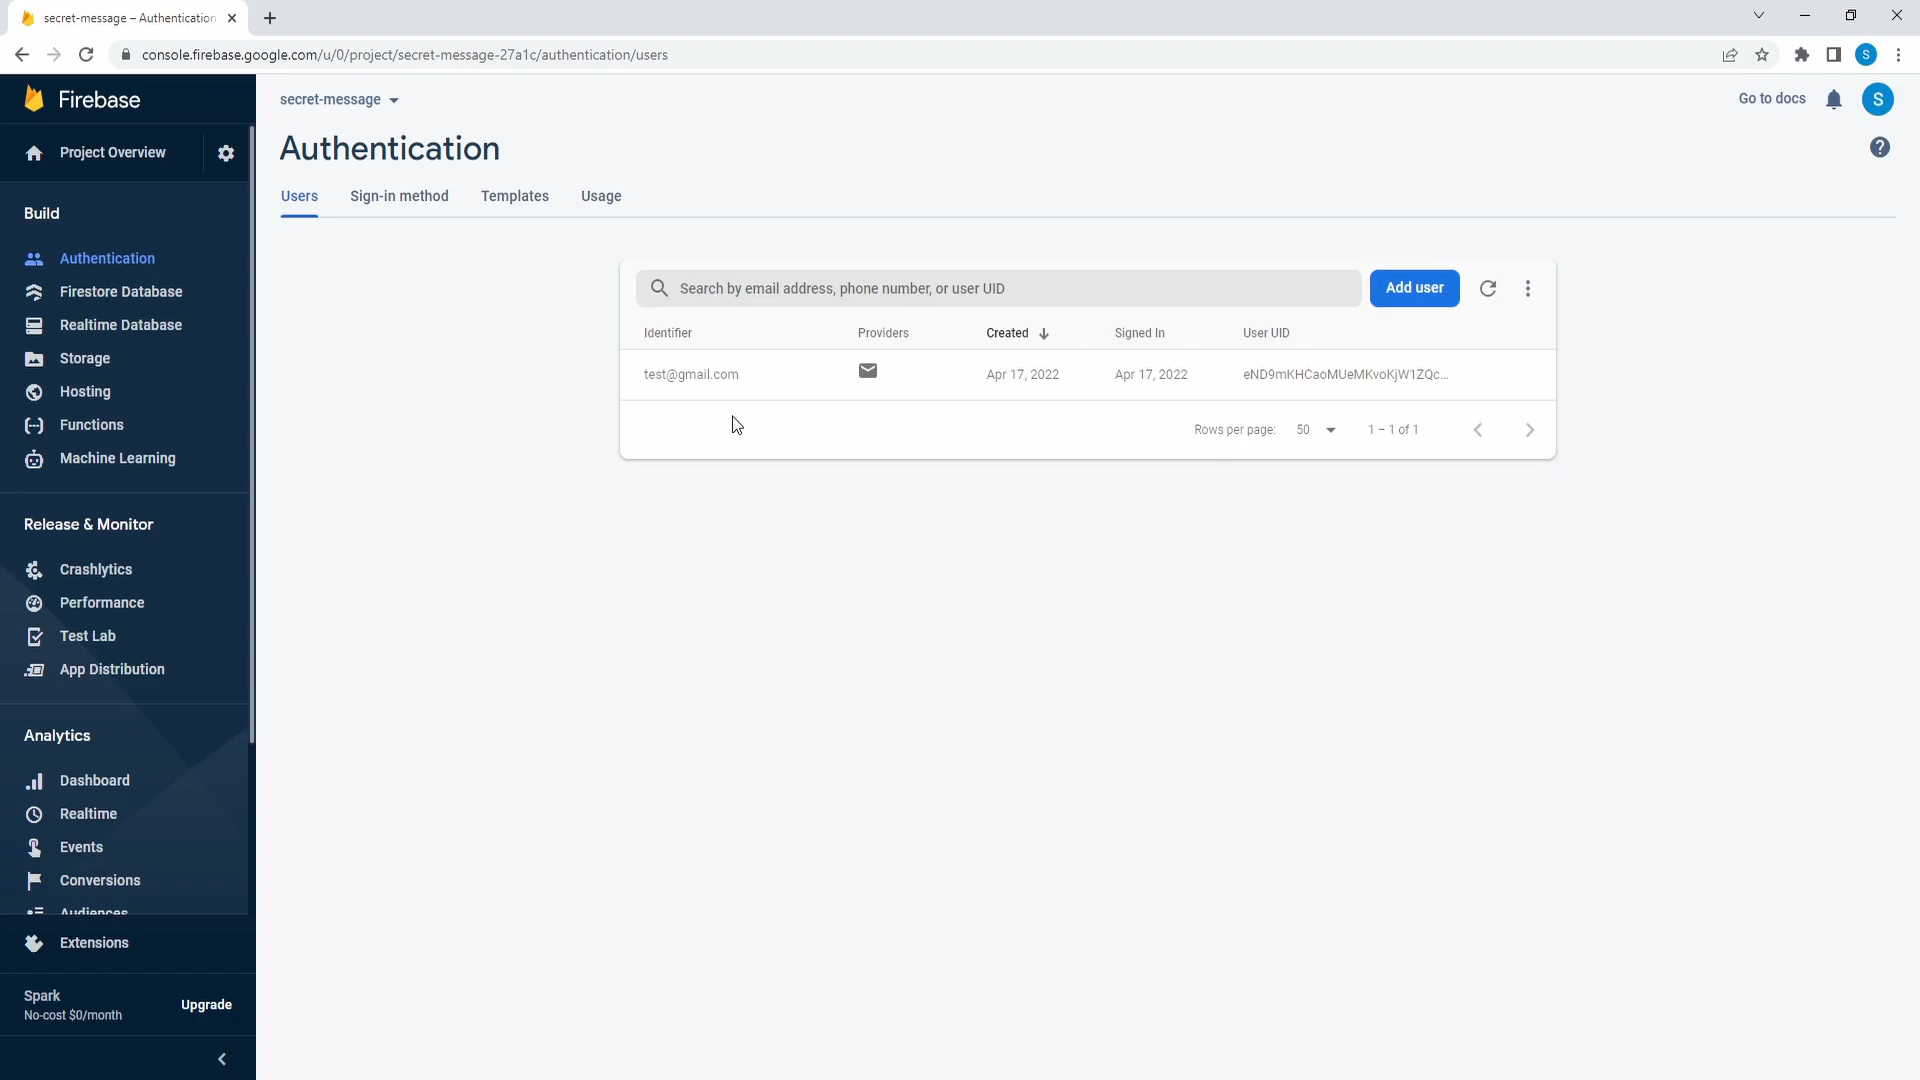 secret-message – Authentication
console.firebase.google.com/u/0/project/secret-message-27a1c/authentication/users
S
Firebase
secret-message
Go to docs
S
Project Overview
Authentication
?
Users Sign-in method Templates Usage
Build
Authentication
Firestore Database
Realtime Database
Storage
Hosting
Functions
Machine Learning
Search by email address, phone number, or user UID
Add user
Identifier Providers Created Signed In User UID
test@gmail.com Apr 17, 2022 Apr 17, 2022 eND9mKHCaoMUeMKvoKjW1ZQc...
Rows per page: 50 1 – 1 of 1
Release & Monitor
Crashlytics
Performance
Test Lab
App Distribution
Analytics
Dashboard
Realtime
Events
Conversions
Audiences
Extensions
Spark
No-cost $0/month
Upgrade